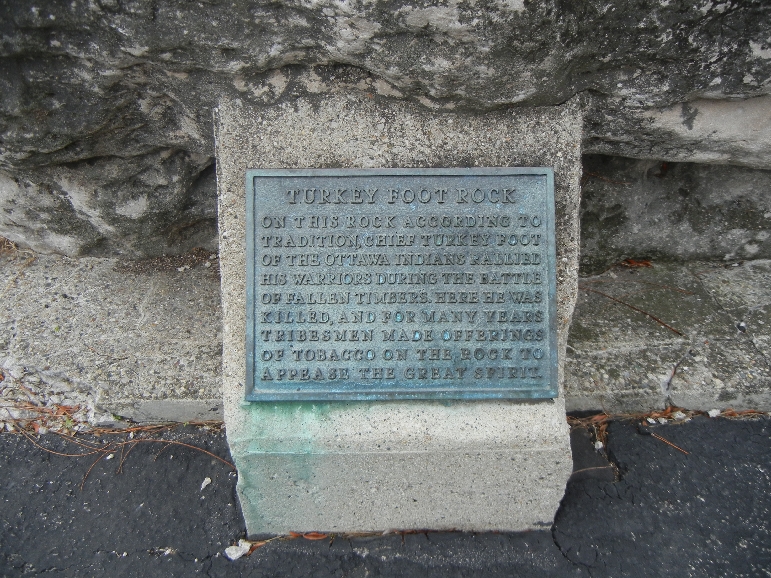 TURKEY FOOT ROCK
ON THIS ROCK ACCORDING TO
TRADITION, CHIEF TURKEY FOOT
OF THE OTTAWA INDIANS RALLIED
HIS WARRIORS DURING THE BATTLE
OF FALLEN TIMBERS. HERE HE WAS
KILLED, AND FOR MANY YEARS
TRIBESMEN MADE OFFERINGS
OF TOBACCO ON THE ROCK TO
APPEASE THE GREAT SPIRIT.